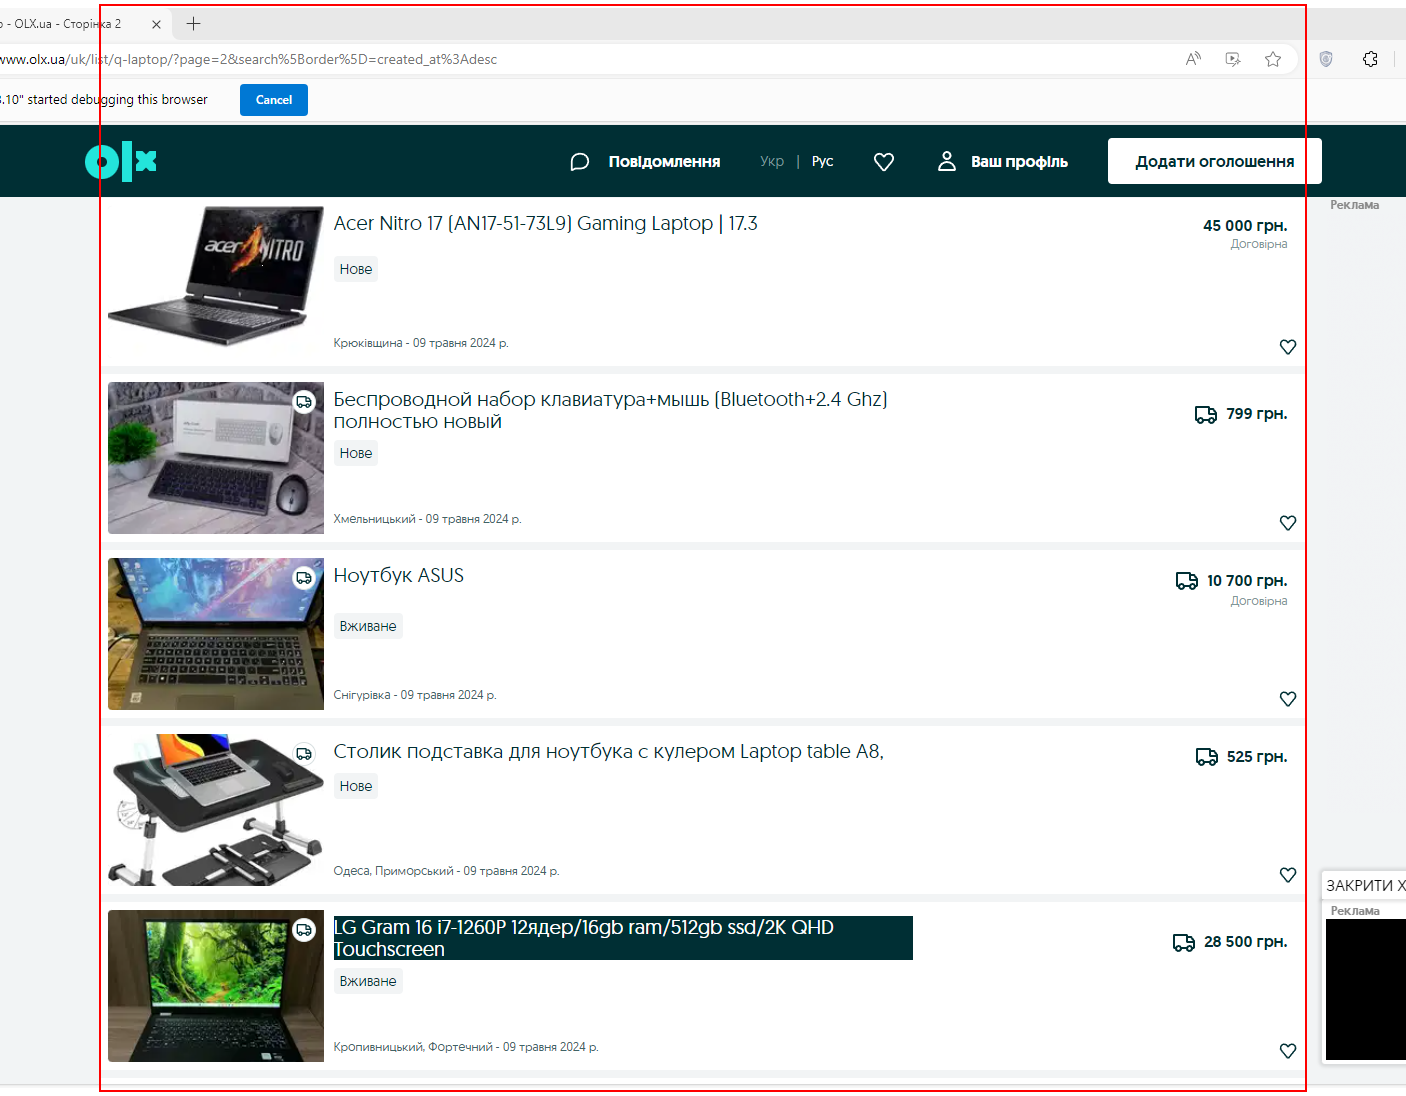 о - OLX.ua - Сторінка 2
www.olx.ua/uk/list/q-laptop/?page=2&search%5Border%5D=created_at%3Adesc
3.10" started debugging this browser
Cancel
olx
Повідомлення
Укр | Рус
Ваш профіль
Додати оголошення
Реклама
acer NITRO
Acer Nitro 17 (AN17-51-73L9) Gaming Laptop | 17.3
45 000 грн.
Договірна
Нове
Крюківщина - 09 травня 2024 р.
Беспроводной набор клавиатура+мышь (Bluetooth+2.4 Ghz)
полностью новый
799 грн.
Нове
Хмельницький - 09 травня 2024 р.
Ноутбук ASUS
10 700 грн.
Договірна
Вживане
Снігурівка - 09 травня 2024 р.
Столик подставка для ноутбука с кулером Laptop table A8,
525 грн.
Нове
Одеса, Приморський - 09 травня 2024 р.
ЗАКРИТИ X
Реклама
LG Gram 16 i7-1260P 12ядер/16gb ram/512gb ssd/2K QHD
Touchscreen
28 500 грн.
Вживане
Кропивницький, Фортечний - 09 травня 2024 р.